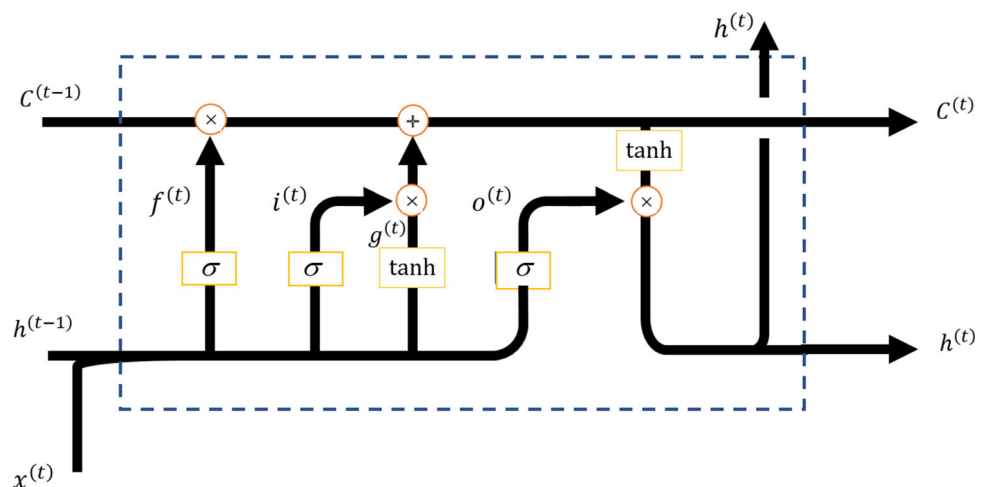 h^(t)
C^(t-1)
C^(t)
×
+
tanh
f^(t)
i^(t)
×
o^(t)
×
g^(t)
σ
σ
tanh
σ
h^(t-1)
h^(t)
x^(t)